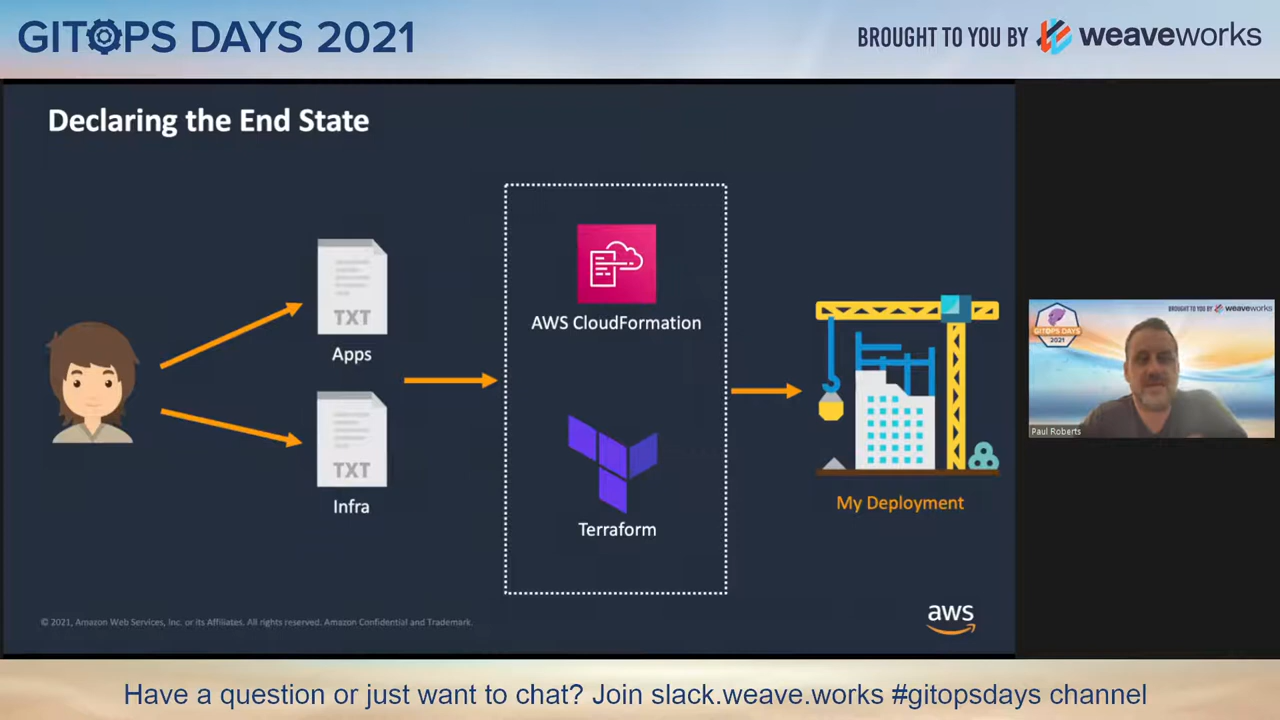 GITOPS DAYS 2021
BROUGHT TO YOU BY weaveworks
Declaring the End State
TXT
Apps
TXT
Infra
AWS CloudFormation
Terraform
My Deployment
© 2021, Amazon Web Services, Inc. or its Affiliates. All rights reserved. Amazon Confidential and Trademark.
aws
GITOPS DAYS
2021
BROUGHT TO YOU BY weaveworks
Paul Roberts
Have a question or just want to chat? Join slack.weave.works #gitopsdays channel